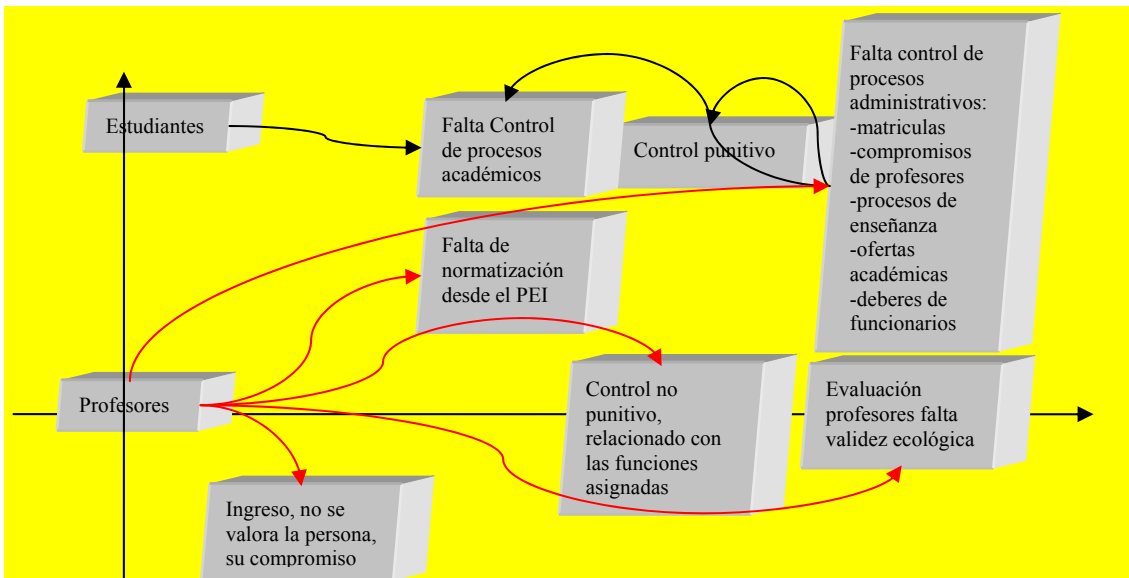 Estudiantes
Falta Control
de procesos
académicos
Control punitivo
Falta control de
procesos
administrativos:
-matriculas
-compromisos
de profesores
-procesos de
enseñanza
-ofertas
académicas
-deberes de
funcionarios
Falta de
normatización
desde el PEI
Profesores
Control no
punitivo,
relacionado con
las funciones
asignadas
Evaluación
profesores falta
validez ecológica
Ingreso, no se
valora la persona,
su compromiso